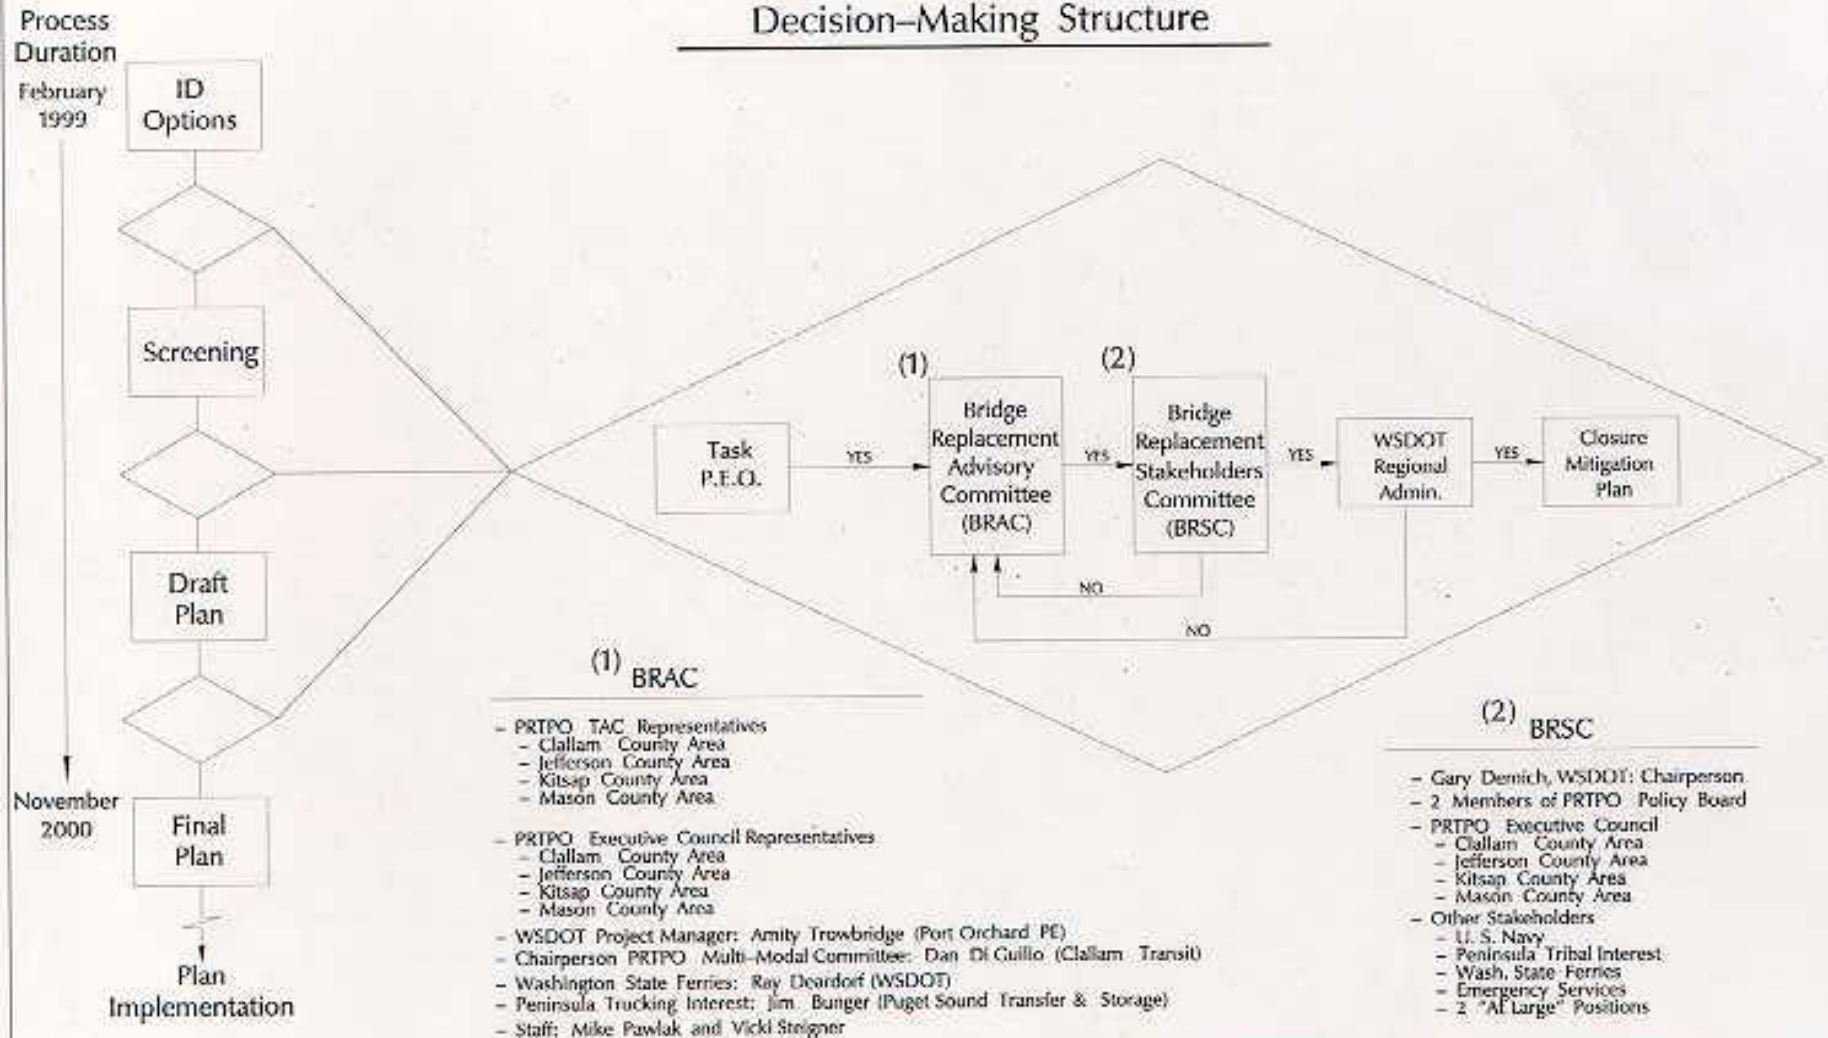 Decision–Making Structure
Process
Duration
February
1999
November
2000
ID
Options
Screening
Draft
Plan
Final
Plan
Plan
Implementation
Task
P.E.O.
YES
(1)
Bridge
Replacement
Advisory
Committee
(BRAC)
YES
(2)
Bridge
Replacement
Stakeholders
Committee
(BRSC)
YES
WSDOT
Regional
Admin.
YES
Closure
Mitigation
Plan
NO
NO
(1) BRAC
– PRTPO TAC Representatives
– Clallam County Area
– Jefferson County Area
– Kitsap County Area
– Mason County Area
– PRTPO Executive Council Representatives
– Clallam County Area
– Jefferson County Area
– Kitsap County Area
– Mason County Area
– WSDOT Project Manager: Amity Trowbridge (Port Orchard PE)
– Chairperson PRTPO Multi–Modal Committee: Dan Di Guilio (Clallam Transit)
– Washington State Ferries: Ray Deardorf (WSDOT)
– Peninsula Trucking Interest: Jim Bunger (Puget Sound Transfer & Storage)
– Staff: Mike Pawlak and Vicki Steigner
(2) BRSC
– Gary Demich, WSDOT: Chairperson
– 2 Members of PRTPO Policy Board
– PRTPO Executive Council
– Clallam County Area
– Jefferson County Area
– Kitsap County Area
– Mason County Area
– Other Stakeholders
– U. S. Navy
– Peninsula Tribal Interest
– Wash. State Ferries
– Emergency Services
– 2 "At Large" Positions